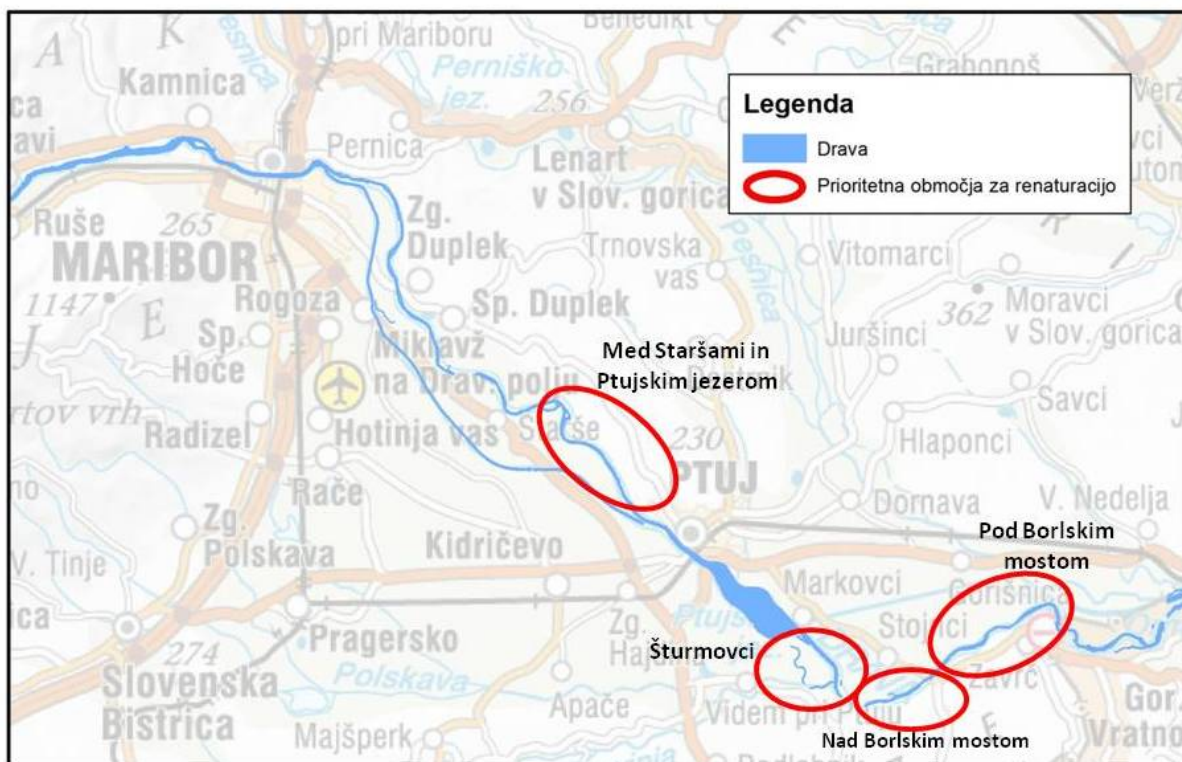 pri Mariboru
Benedikt
Kamnica
Perniško
jez.
256
Grabonoš
Pernica
Lenart
v Slov. gorica
Legenda
Drava
Prioritetna območja za renaturacijo
Ruše
265
MARIBOR
Zg.
Duplek
Trnovska
vas
Pesnica
Vitomarci
1147
Rogoza
Sp. Duplek
362
Moravci
v Slov. gorica
Sp.
Hoče
Miklavž
na Drav. polju
Juršinci
Med Staršami in
Ptujskim jezerom
Savci
Radizel
Hotinja vas
Starše
230
Hlaponci
PTUJ
Rače
Dornava
V. Nedelja
Zg.
Polskava
Kidričevo
Pod Borlskim
mostom
V. Tinje
Markovci
Gorišnica
Pragersko
Zg.
Stojnci
Šturmovci
274
Polskava
Zavrč
Slovenska
Bistrica
Apače
Videm pri Ptuju
Gor.
Majšperk
Nad Borlskim mostom